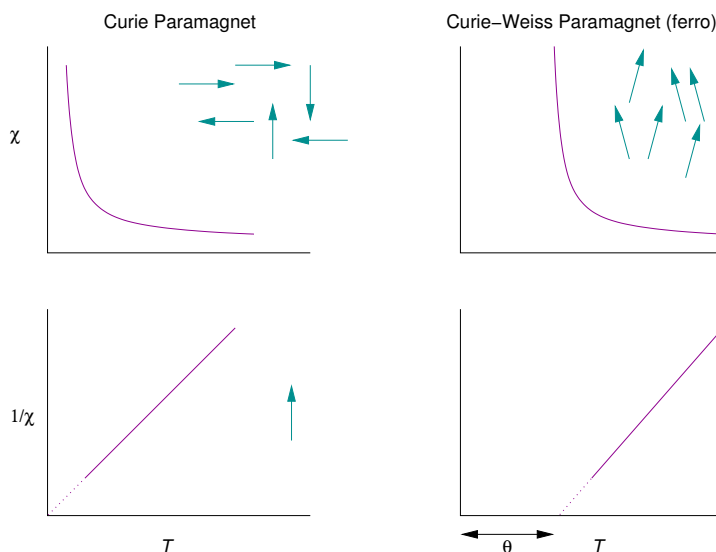 Curie Paramagnet
Curie−Weiss Paramagnet (ferro)
χ
1/χ
T
θ
T